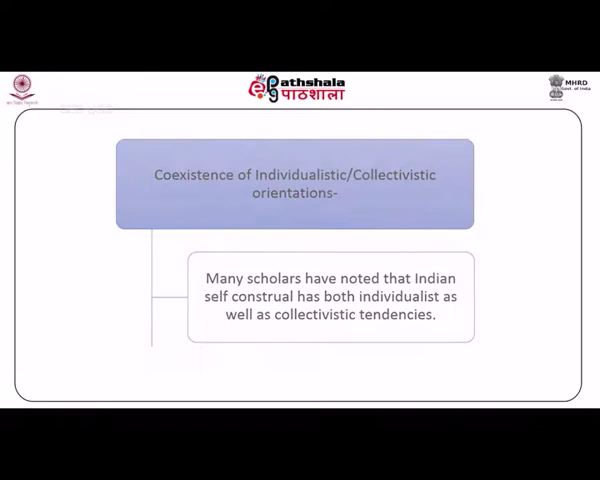 Pathshala
पाठशाला
MHRD
Govt. of India
Coexistence of Individualistic/Collectivistic
orientations-
Many scholars have noted that Indian
self construal has both individualist as
well as collectivistic tendencies.